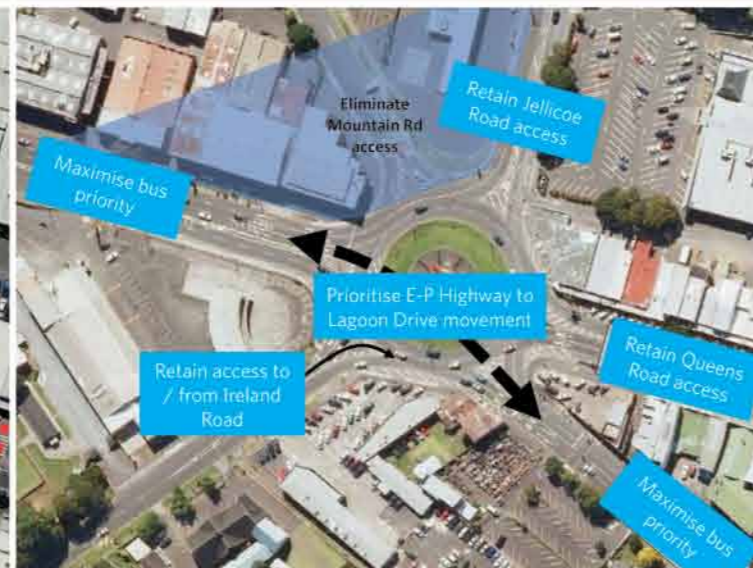 Eliminate
Mountain Rd
access
Retain Jellicoe
Road access
Maximise bus
priority
Prioritise E-P Highway to
Lagoon Drive movement
Retain access to
/ from Ireland
Road
Retain Queens
Road access
Maximise bus
priority